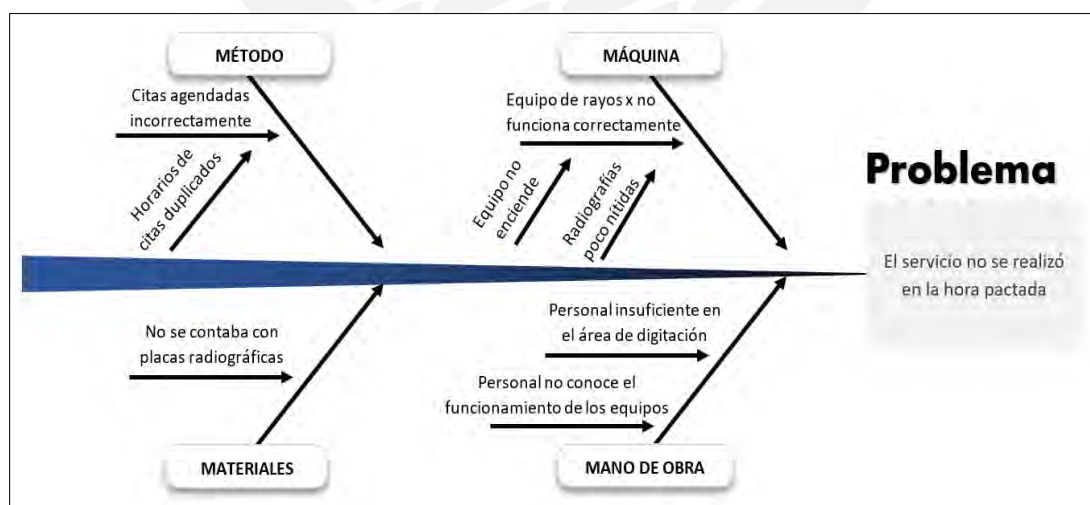 MÉTODO
MÁQUINA
Citas agendadas
incorrectamente
Horarios de
citas duplicados
Equipo de rayos x no
funciona correctamente
Equipo no
enciende
Radiografías
poco nítidas
Problema
El servicio no se realizó
en la hora pactada
No se contaba con
placas radiográficas
Personal insuficiente en
el área de digitación
Personal no conoce el
funcionamiento de los equipos
MATERIALES
MANO DE OBRA